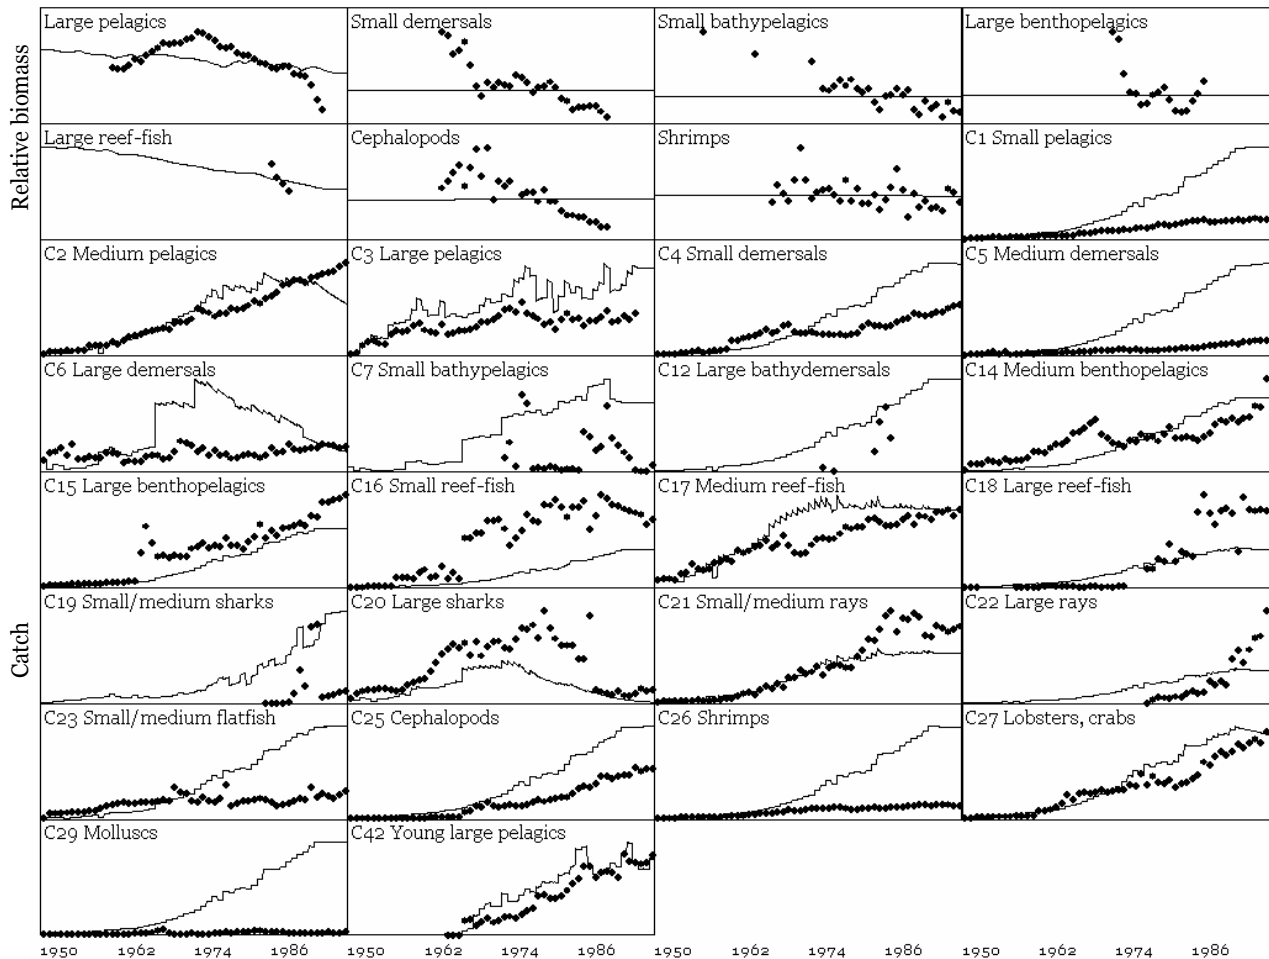 Relative biomass
Large pelagics
Small demersals
Small bathypelagics
Large benthopelagics
Large reef-fish
Cephalopods
Shrimps
C1 Small pelagics
C2 Medium pelagics
C3 Large pelagics
C4 Small demersals
C5 Medium demersals
C6 Large demersals
C7 Small bathypelagics
C12 Large bathydemersals
C14 Medium benthopelagics
C15 Large benthopelagics
C16 Small reef-fish
C17 Medium reef-fish
C18 Large reef-fish
Catch
C19 Small/medium sharks
C20 Large sharks
C21 Small/medium rays
C22 Large rays
C23 Small/medium flatfish
C25 Cephalopods
C26 Shrimps
C27 Lobsters, crabs
C29 Molluscs
C42 Young large pelagics
1950 1962 1974 1986 1950 1962 1974 1986 1950 1962 1974 1986 1950 1962 1974 1986